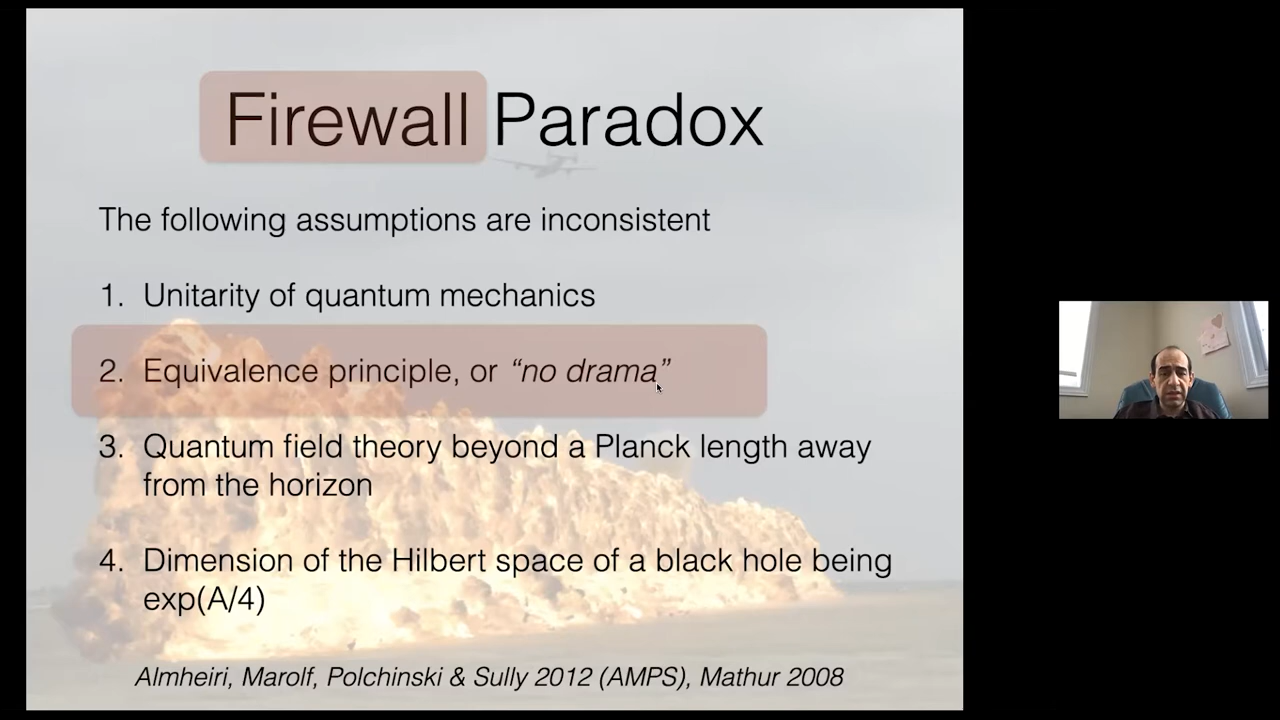 Firewall Paradox
The following assumptions are inconsistent
1. Unitarity of quantum mechanics
2. Equivalence principle, or “no drama”
3. Quantum field theory beyond a Planck length away
from the horizon
4. Dimension of the Hilbert space of a black hole being
exp(A/4)
Almheiri, Marolf, Polchinski & Sully 2012 (AMPS), Mathur 2008